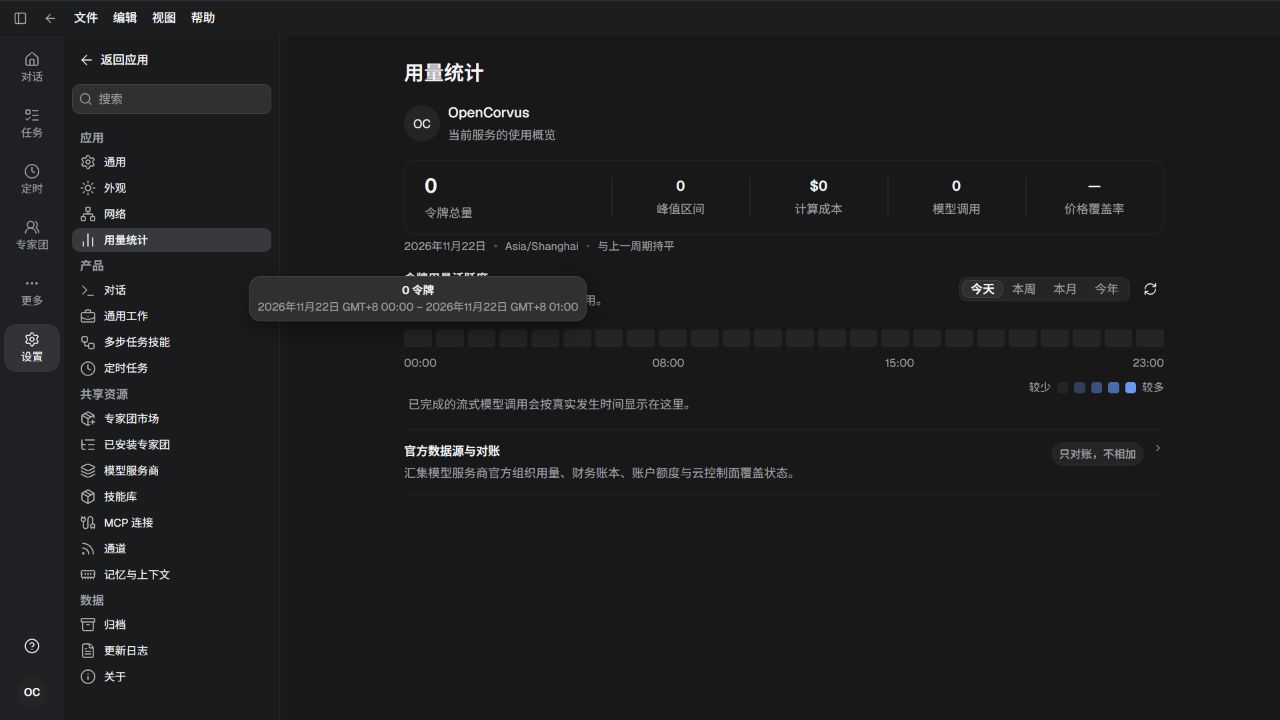 文件 编辑 视图 帮助
对话
任务
定时
专家团
更多
设置
OC
返回应用
搜索
应用
通用
外观
网络
用量统计
产品
对话
通用工作
多步任务技能
定时任务
共享资源
专家团市场
已安装专家团
模型服务商
技能库
MCP 连接
通道
记忆与上下文
数据
归档
更新日志
关于
用量统计
OC
OpenCorvus
当前服务的使用概览
0
令牌总量
0
峰值区间
$0
计算成本
0
模型调用
—
价格覆盖率
2026年11月22日 • Asia/Shanghai • 与上一周期持平
0 令牌
2026年11月22日 GMT+8 00:00 – 2026年11月22日 GMT+8 01:00
用。
今天 本周 本月 今年
00:00 08:00 15:00 23:00
较少 较多
已完成的流式模型调用会按真实发生时间显示在这里。
官方数据源与对账
汇集模型服务商官方组织用量、财务账本、账户额度与云控制面覆盖状态。
只对账，不相加